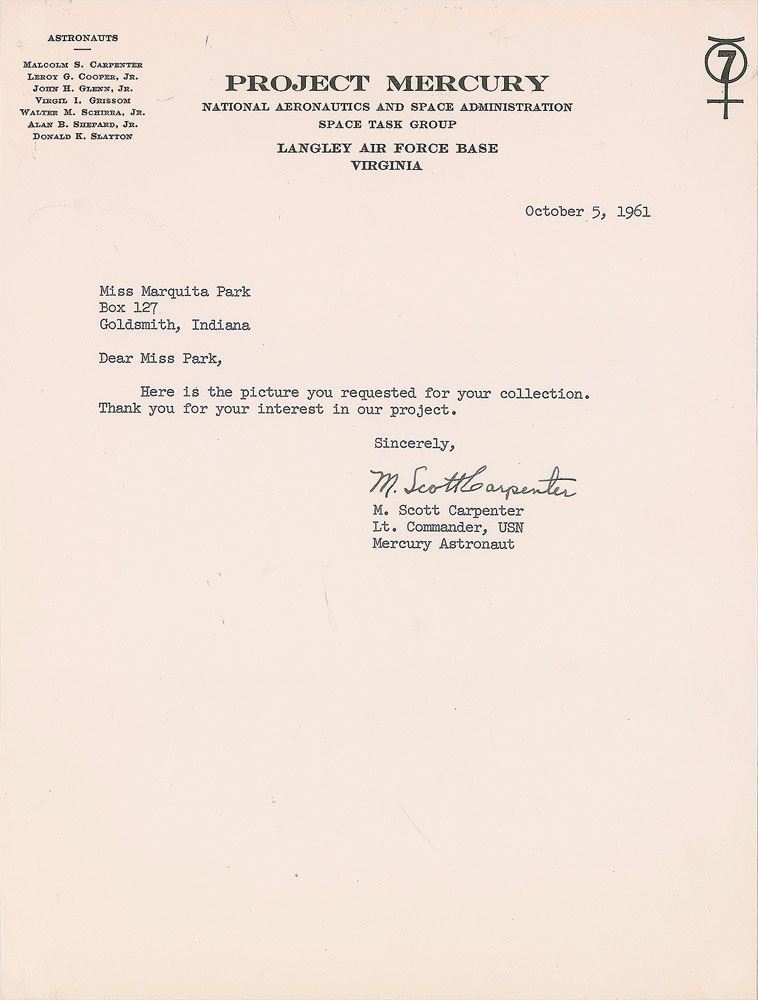 ASTRONAUTS
MALCOLM S. CARPENTER
LEROY G. COOPER, JR.
JOHN H. GLENN, JR.
VIRGIL I. GRISSOM
WALTER M. SCHIRRA, JR.
ALAN B. SHEPARD, JR.
DONALD K. SLAYTON
PROJECT MERCURY
NATIONAL AERONAUTICS AND SPACE ADMINISTRATION
SPACE TASK GROUP
LANGLEY AIR FORCE BASE
VIRGINIA
7
October 5, 1961
Miss Marquita Park
Box 127
Goldsmith, Indiana
Dear Miss Park,
Here is the picture you requested for your collection.
Thank you for your interest in our project.
Sincerely,
M. Scott Carpenter
M. Scott Carpenter
Lt. Commander, USN
Mercury Astronaut